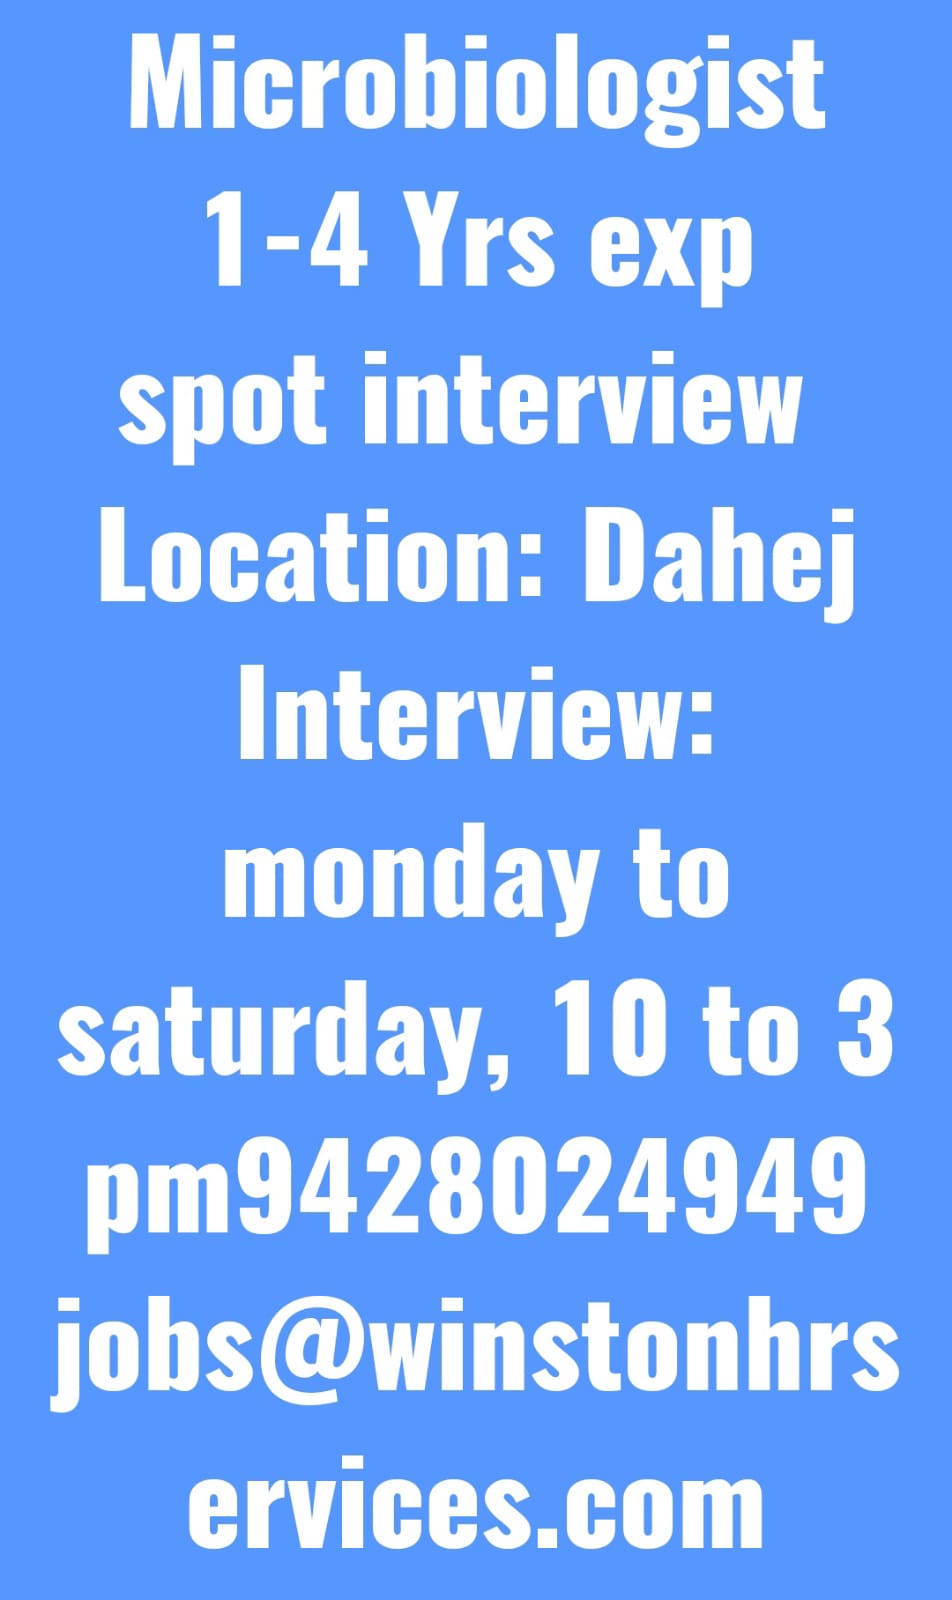 Microbiologist
1-4 Yrs exp
spot interview
Location: Dahej
Interview:
monday to
saturday, 10 to 3
pm9428024949
jobs@winstonhrs
ervices.com